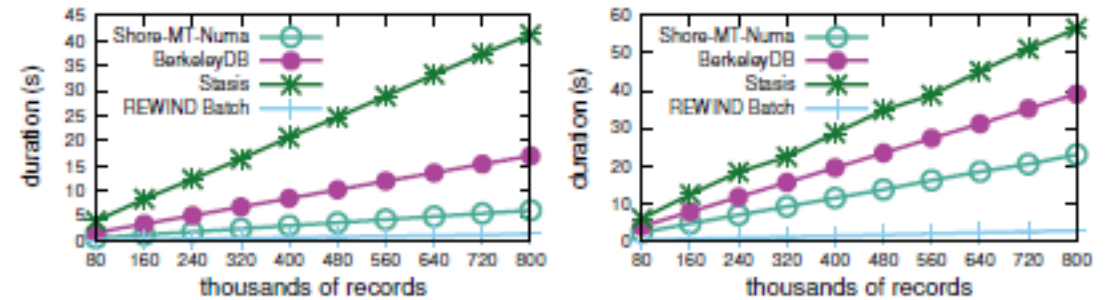 45
40
35
30
25
20
15
10
5
0
duration (s)
Shore-MT-Numa
BerkeleyDB
Stasis
REWIND Batch
80 160 240 320 400 480 560 640 720 800
thousands of records
60
50
40
30
20
10
0
duration (s)
Shore-MT-Numa
BerkeleyDB
Stasis
REWIND Batch
80 160 240 320 400 480 560 640 720 800
thousands of records